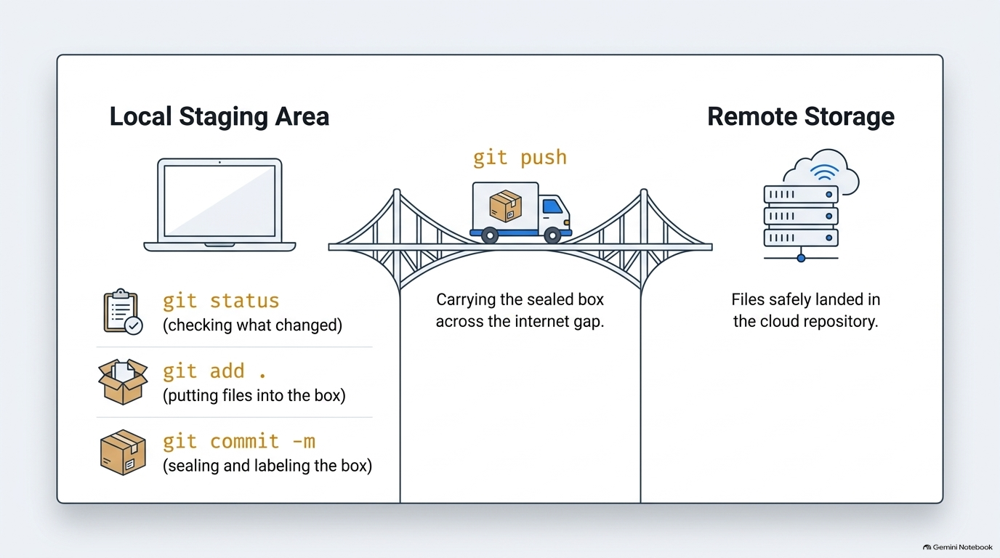 Local Staging Area
git status
(checking what changed)
git add .
(putting files into the box)
git commit -m
(sealing and labeling the box)
git push
Carrying the sealed box
across the internet gap.
Remote Storage
Files safely landed in
the cloud repository.
Gemini Notebook